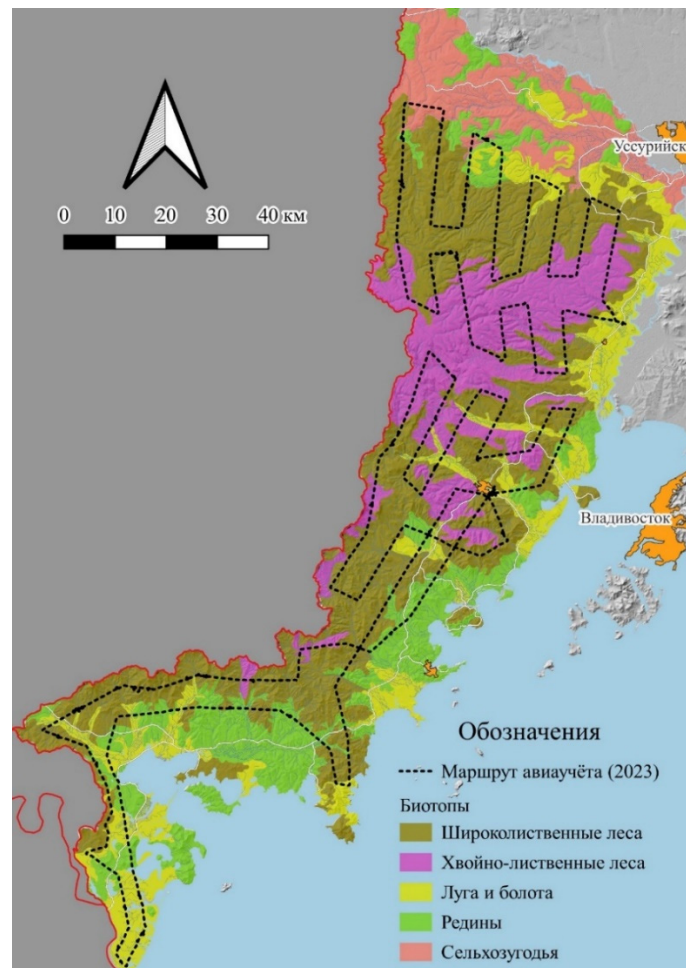 Уссурийск
0 10 20 30 40 км
Владивосток
Обозначения
Маршрут авиаучёта (2023)
Биотопы
Широколиственные леса
Хвойно-лиственные леса
Луга и болота
Редины
Сельхозугодья